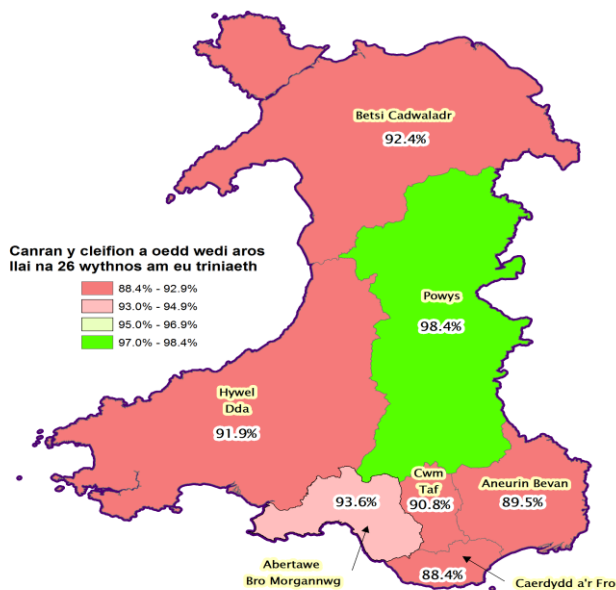 Betsi Cadwaladr
92.4%
Canran y cleifion a oedd wedi aros
llai na 26 wythnos am eu triniaeth
88.4% - 92.9%
93.0% - 94.9%
95.0% - 96.9%
97.0% - 98.4%
Powys
98.4%
Hywel
Dda
91.9%
Cwm
Taf
90.8%
Aneurin Bevan
89.5%
93.6%
Abertawe
Bro Morgannwg
88.4%
Caerdydd a'r Fro